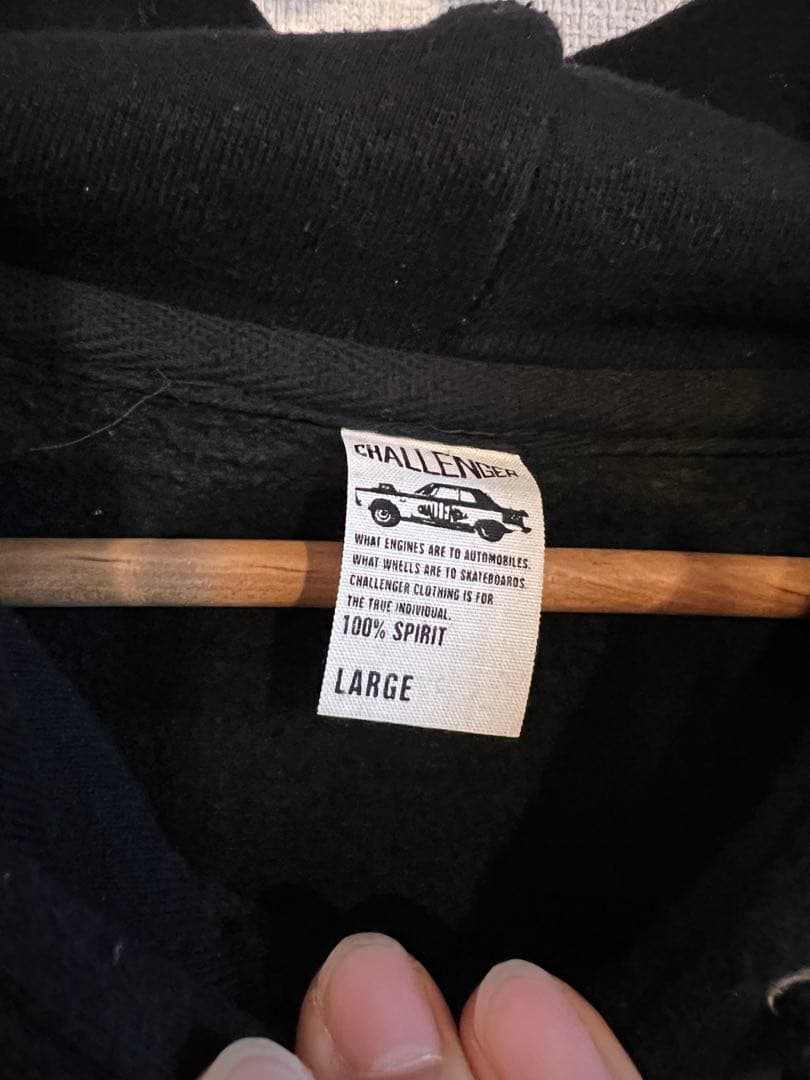 CHALLENGER
WHAT ENGINES ARE TO AUTOMOBILES.
WHAT WHELLS ARE TO SKATEBOARDS.
CHALLENGER CLOTHING IS FOR
THE TRUE INDIVIDUAL.
100% SPIRIT
LARGE